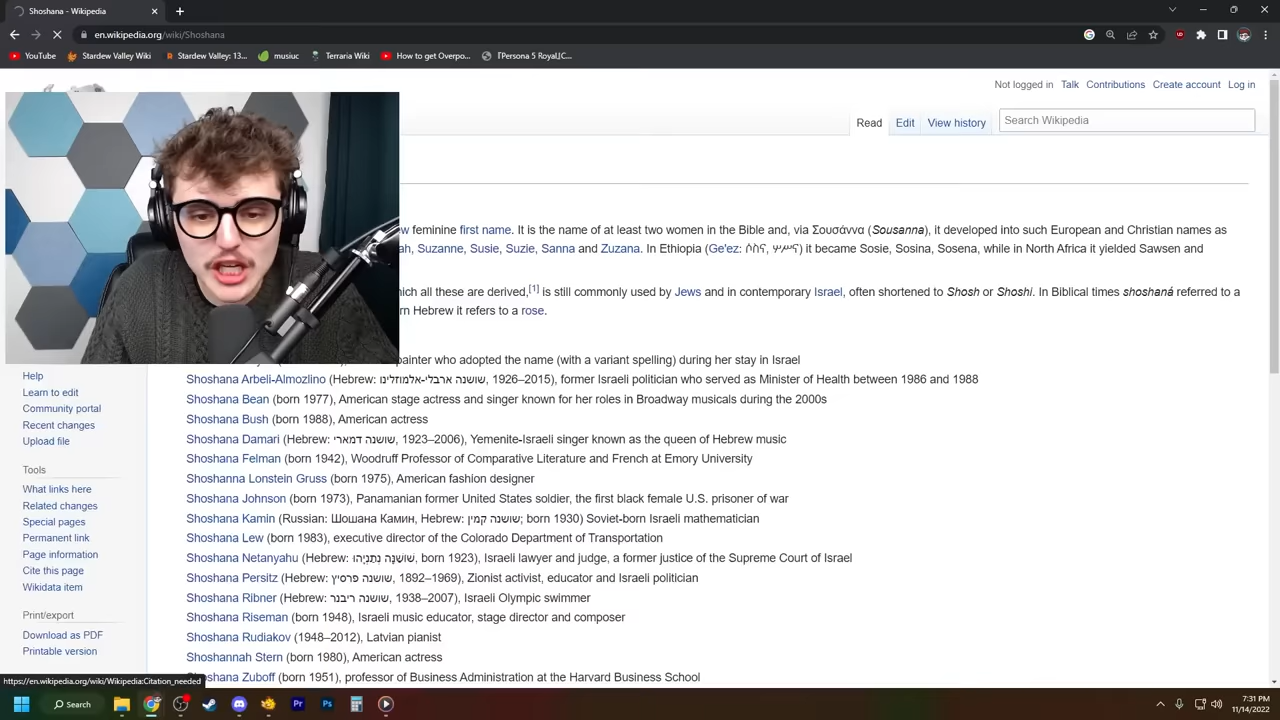 Shoshana - Wikipedia
en.wikipedia.org/wiki/Shoshana
YouTube Stardew Valley Wiki Stardew Valley: 13... musiuc Terraria Wiki How to get Overpo...
Not logged in Talk Contributions Create account Log in
Read Edit View history Search Wikipedia
w feminine first name. It is the name of at least two women in the Bible and, via Σουσάννα (Sousanna), it developed into such European and Christian names as
ah, Suzanne, Susie, Suzie, Sanna and Zuzana. In Ethiopia (Ge'ez: ሶስና, ሦሥና) it became Sosie, Sosina, Sosena, while in North Africa it yielded Sawsen and
ich all these are derived,[1] is still commonly used by Jews and in contemporary Israel, often shortened to Shosh or Shoshi. In Biblical times shoshaná referred to a
rn Hebrew it refers to a rose.
painter who adopted the name (with a variant spelling) during her stay in Israel
Help
Shoshana Arbeli-Almozlino (Hebrew: שושנה ארבלי-אלמוזלינו, 1926–2015), former Israeli politician who served as Minister of Health between 1986 and 1988
Learn to edit
Shoshana Bean (born 1977), American stage actress and singer known for her roles in Broadway musicals during the 2000s
Community portal
Shoshana Bush (born 1988), American actress
Recent changes
Shoshana Damari (Hebrew: שושנה דמארי, 1923–2006), Yemenite-Israeli singer known as the queen of Hebrew music
Upload file
Shoshana Felman (born 1942), Woodruff Professor of Comparative Literature and French at Emory University
Tools
Shoshanna Lonstein Gruss (born 1975), American fashion designer
What links here
Shoshana Johnson (born 1973), Panamanian former United States soldier, the first black female U.S. prisoner of war
Related changes
Shoshana Kamin (Russian: Шошана Камин, Hebrew: שושנה קמין; born 1930) Soviet-born Israeli mathematician
Special pages
Shoshana Lew (born 1983), executive director of the Colorado Department of Transportation
Permanent link
Shoshana Netanyahu (Hebrew: שׁוֹשַׁנָּה נְתַנְיָהוּ, born 1923), Israeli lawyer and judge, a former justice of the Supreme Court of Israel
Page information
Cite this page
Shoshana Persitz (Hebrew: שושנה פרסיץ, 1892–1969), Zionist activist, educator and Israeli politician
Wikidata item
Shoshana Ribner (Hebrew: שושנה ריבנר, 1938–2007), Israeli Olympic swimmer
Print/export
Shoshana Riseman (born 1948), Israeli music educator, stage director and composer
Download as PDF
Shoshana Rudiakov (1948–2012), Latvian pianist
Printable version
Shoshannah Stern (born 1980), American actress
Shoshana Zuboff (born 1951), professor of Business Administration at the Harvard Business School
https://en.wikipedia.org/wiki/Wikipedia:Citation_needed
Search
Pr Ps
7:31 PM
11/14/2022